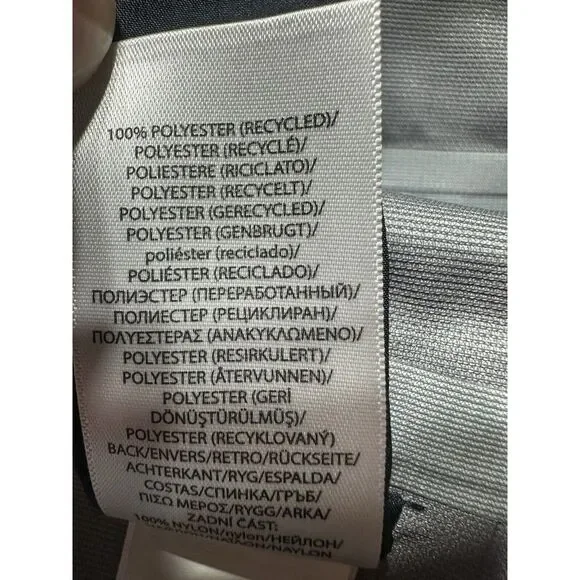 100% POLYESTER (RECYCLED)/
POLYESTER (RECYCLÉ)/
POLIESTERE (RICICLATO)/
POLYESTER (RECYCELT)/
POLYESTER (GERECYCLED)/
POLYESTER (GENBRUGT)/
poliéster (reciclado)/
POLIÉSTER (RECICLADO)/
ПОЛИЭСТЕР (ПЕРЕРАБОТАННЫЙ)/
ПОЛИЕСТЕР (РЕЦИКЛИРАН)/
ΠΟΛΥΕΣΤΕΡΑΣ (ΑΝΑΚΥΚΛΩΜΕΝΟ)/
POLYESTER (RESIRKULERT)/
POLYESTER (ÅTERVUNNEN)/
POLYESTER (GERİ
DÖNÜŞTÜRÜLMÜŞ)/
POLYESTER (RECYKLOVANÝ)
BACK/ENVERS/RETRO/RÜCKSEITE/
ACHTERKANT/RYG/ESPALDA/
COSTAS/СПИНКА/ГРЪБ/
ΠΙΣΩ ΜΕΡΟΣ/RYGG/ARKA/
ZADNÍ ČÁST:
100% NYLON/nylon/НЕЙЛОН/
NAYLON